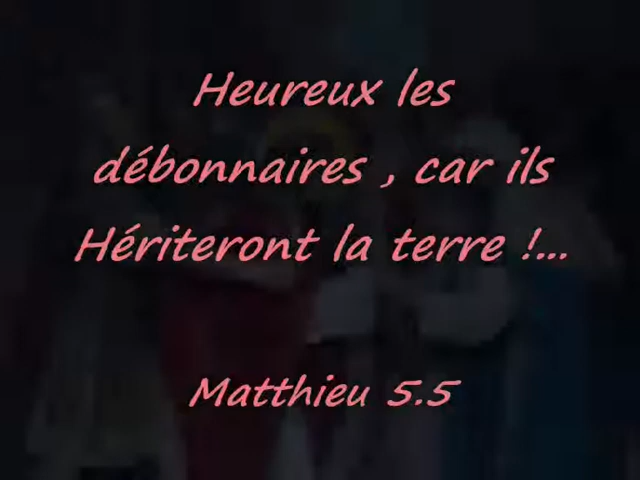 Heureux les
débonnaires , car ils
Hériteront la terre !...
Matthieu 5.5